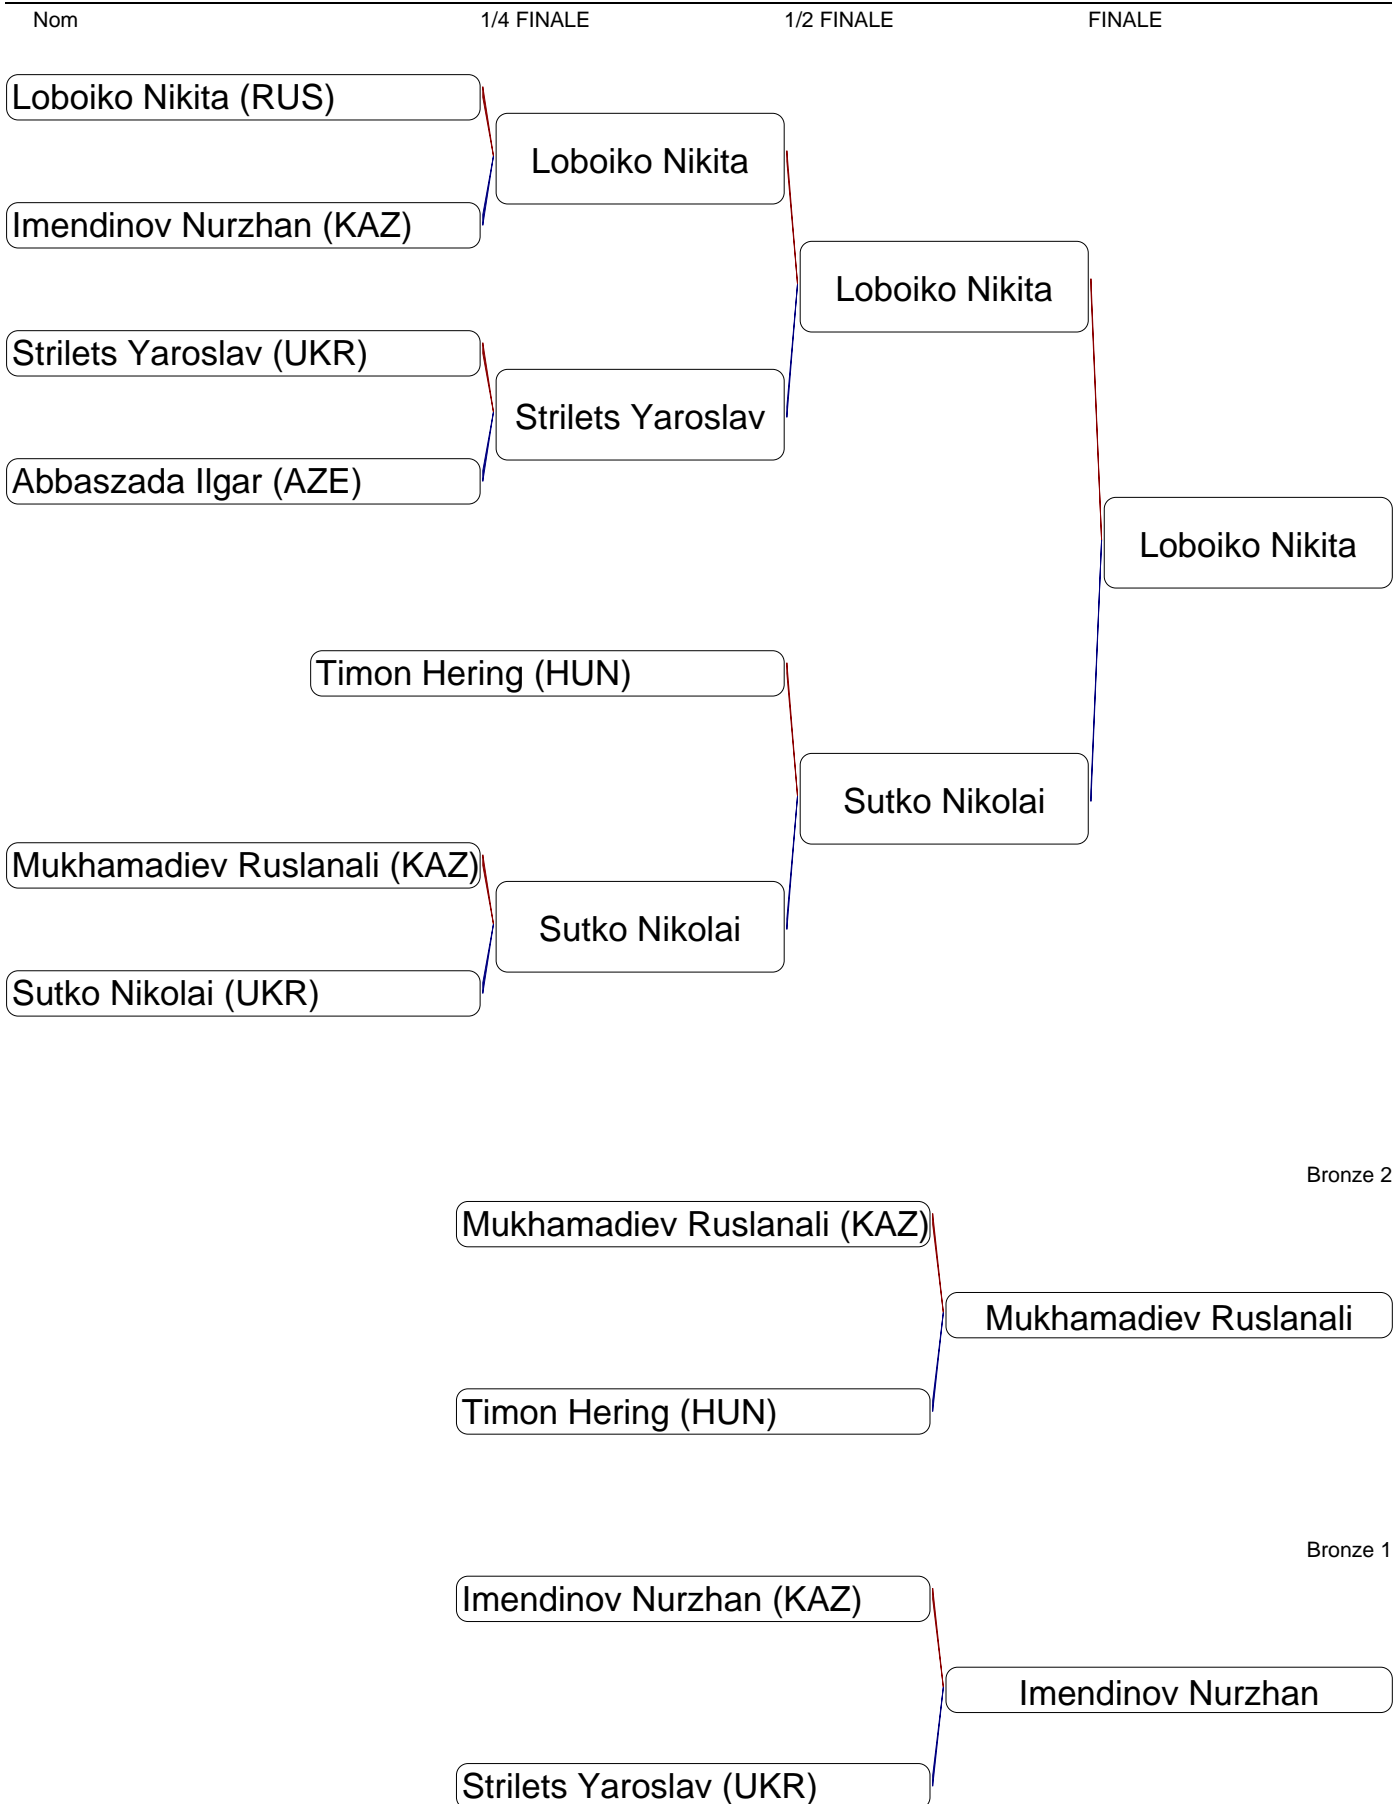 Nom 1/4 FINALE 1/2 FINALE FINALE
Loboiko Nikita (RUS)
Loboiko Nikita
Imendinov Nurzhan (KAZ)
Loboiko Nikita
Strilets Yaroslav (UKR)
Strilets Yaroslav
Abbaszada Ilgar (AZE)
Loboiko Nikita
Timon Hering (HUN)
Sutko Nikolai
Mukhamadiev Ruslanali (KAZ)
Sutko Nikolai
Sutko Nikolai (UKR)
Bronze 2
Mukhamadiev Ruslanali (KAZ)
Mukhamadiev Ruslanali
Timon Hering (HUN)
Bronze 1
Imendinov Nurzhan (KAZ)
Imendinov Nurzhan
Strilets Yaroslav (UKR)